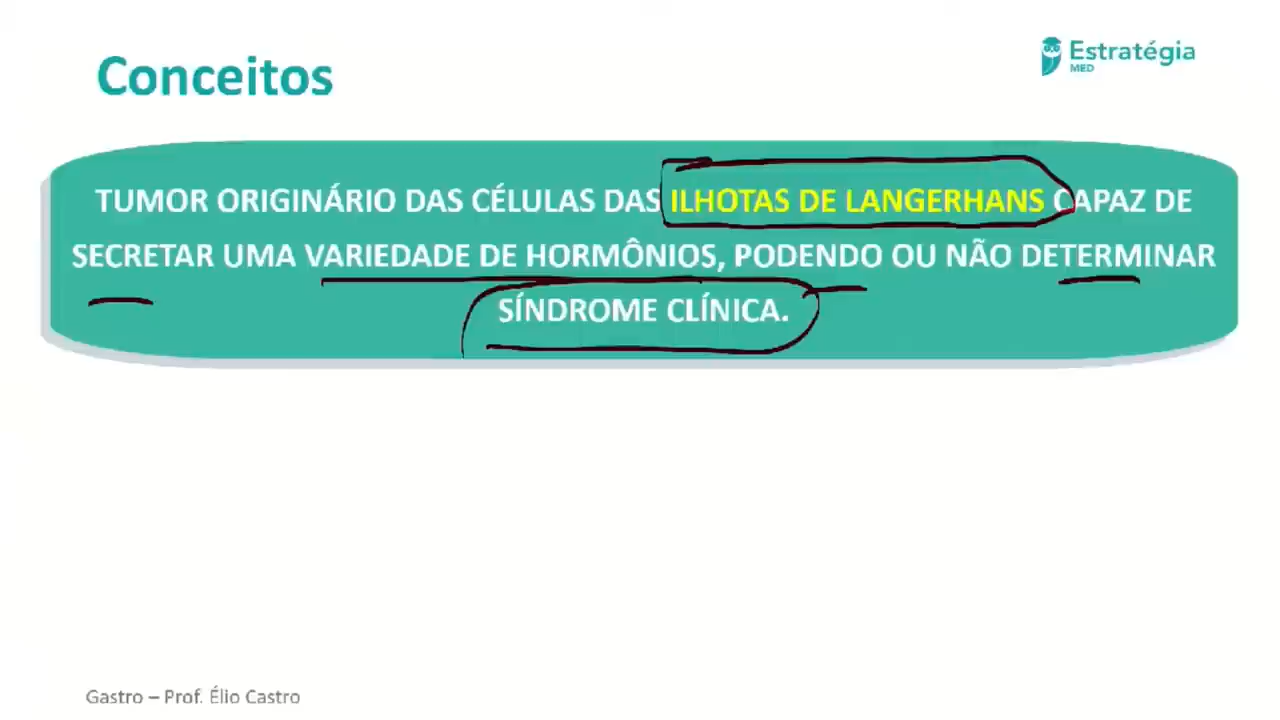 Conceitos
Estratégia
MED
TUMOR ORIGINÁRIO DAS CÉLULAS DAS ILHOTAS DE LANGERHANS CAPAZ DE
SECRETAR UMA VARIEDADE DE HORMÔNIOS, PODENDO OU NÃO DETERMINAR
SÍNDROME CLÍNICA.
Gastro – Prof. Élio Castro